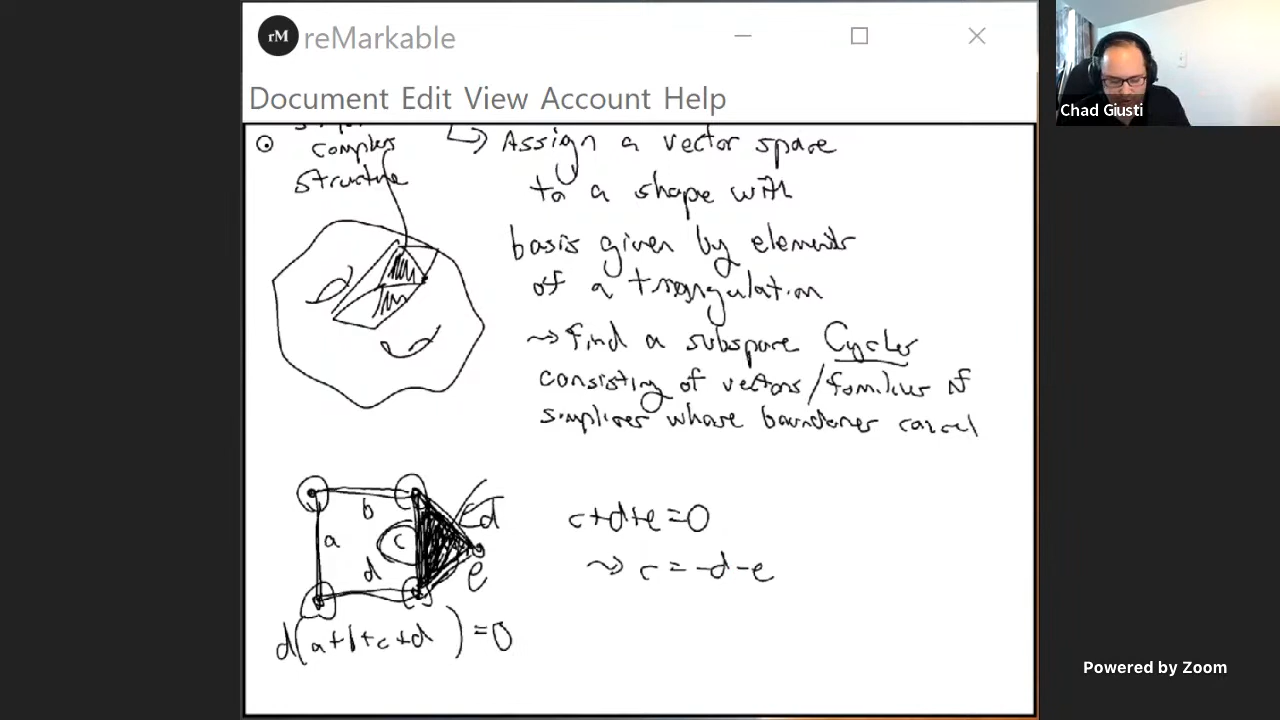 rM reMarkable
Document Edit View Account Help
Chad Giusti
complex
structure
↳ Assign a vector space
to a shape with
basis given by elements
of a triangulation
⇝ Find a subspace Cycles
consisting of vectors/families of
simplices whose boundaries cancel
b
a
c
d
d
e
d(a+b+c+d)=0
c+d+e=0
⇝ c = -d-e
Powered by Zoom